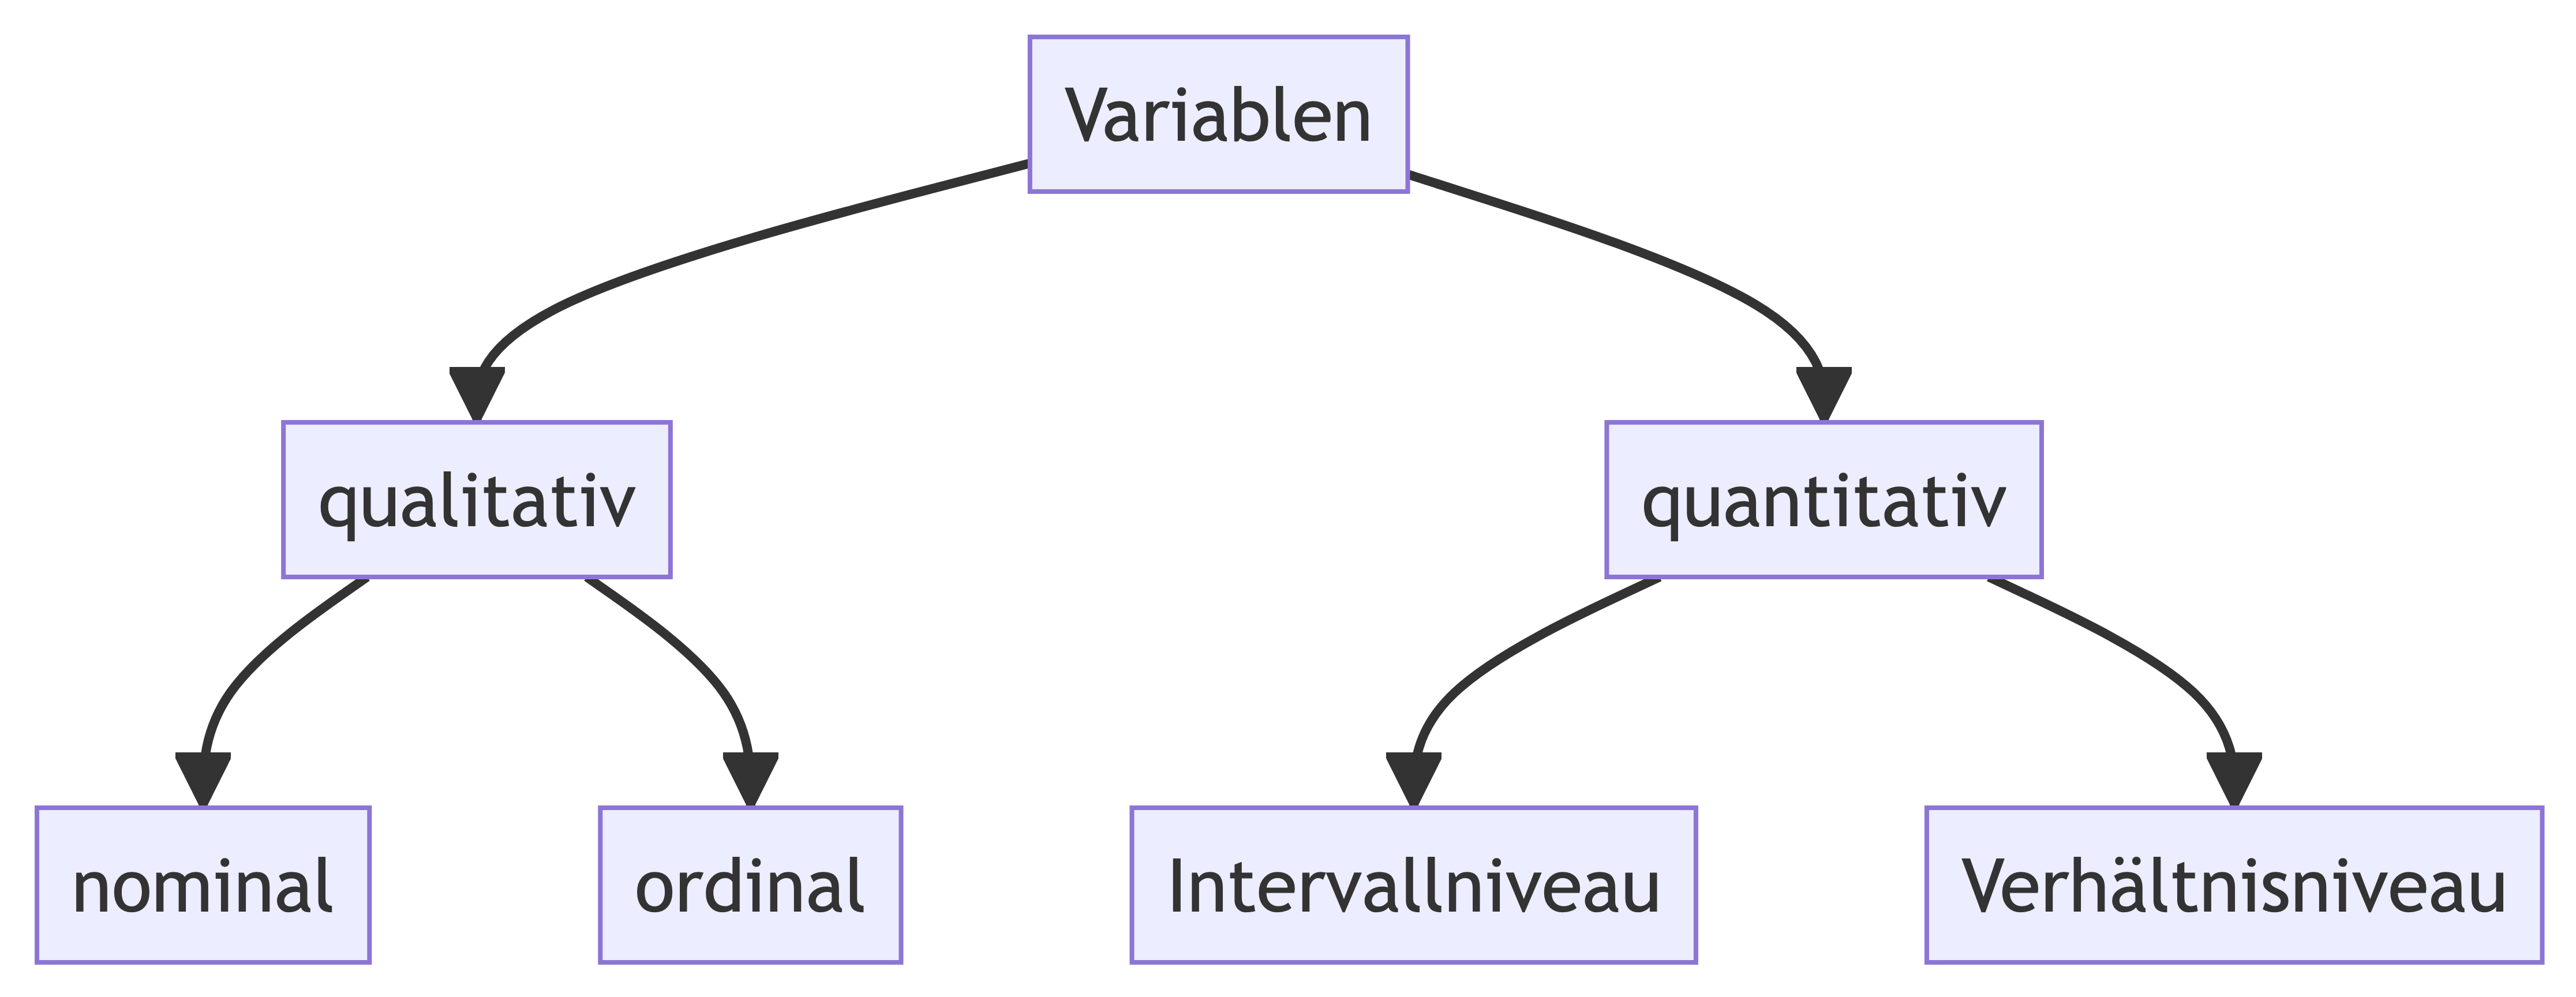 Variablen
qualitativ
quantitativ
nominal
ordinal
Intervallniveau
Verhältnisniveau